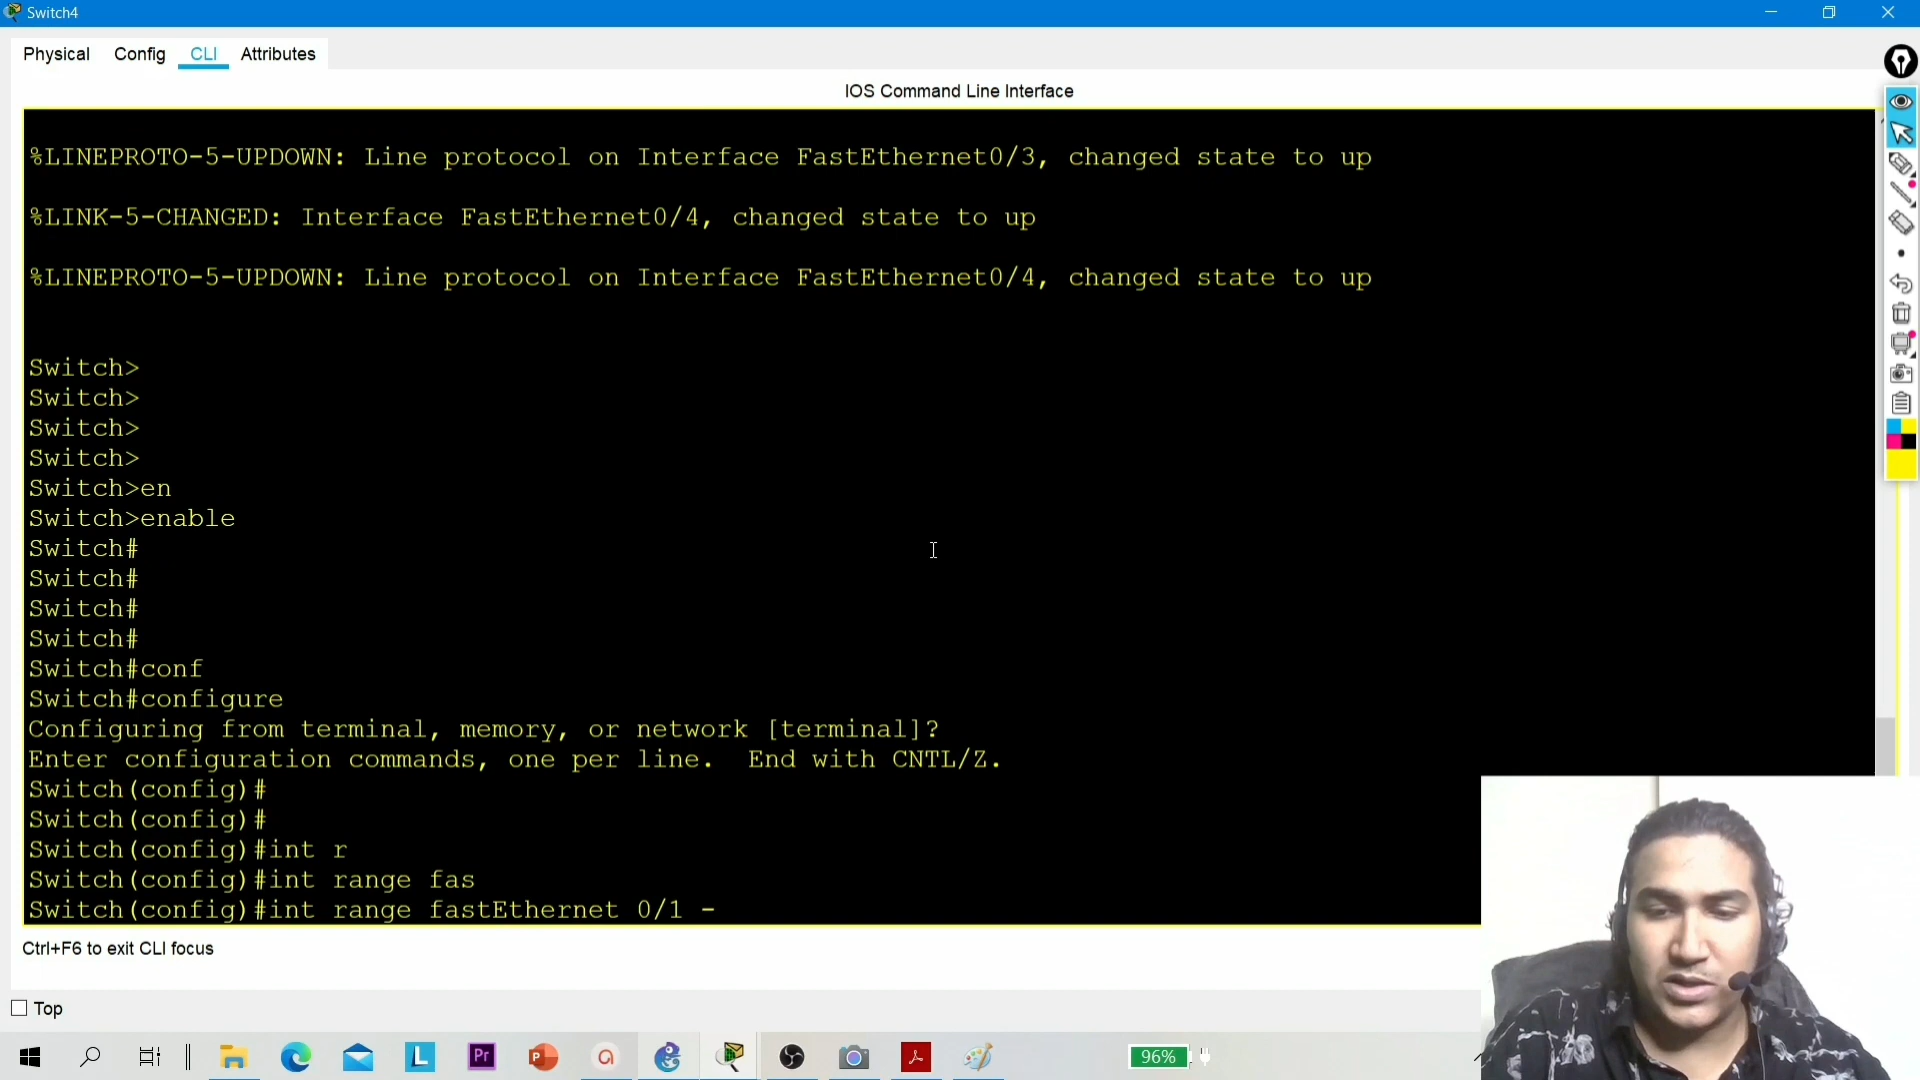 Switch4
Physical Config CLI Attributes
IOS Command Line Interface
%LINEPROTO-5-UPDOWN: Line protocol on Interface FastEthernet0/3, changed state to up
%LINK-5-CHANGED: Interface FastEthernet0/4, changed state to up
%LINEPROTO-5-UPDOWN: Line protocol on Interface FastEthernet0/4, changed state to up
Switch>
Switch>
Switch>
Switch>
Switch>en
Switch>enable
Switch#
Switch#
Switch#
Switch#
Switch#conf
Switch#configure
Configuring from terminal, memory, or network [terminal]?
Enter configuration commands, one per line.  End with CNTL/Z.
Switch(config)#
Switch(config)#
Switch(config)#int r
Switch(config)#int range fas
Switch(config)#int range fastEthernet 0/1 -
Ctrl+F6 to exit CLI focus
Top
L Pr P 96%